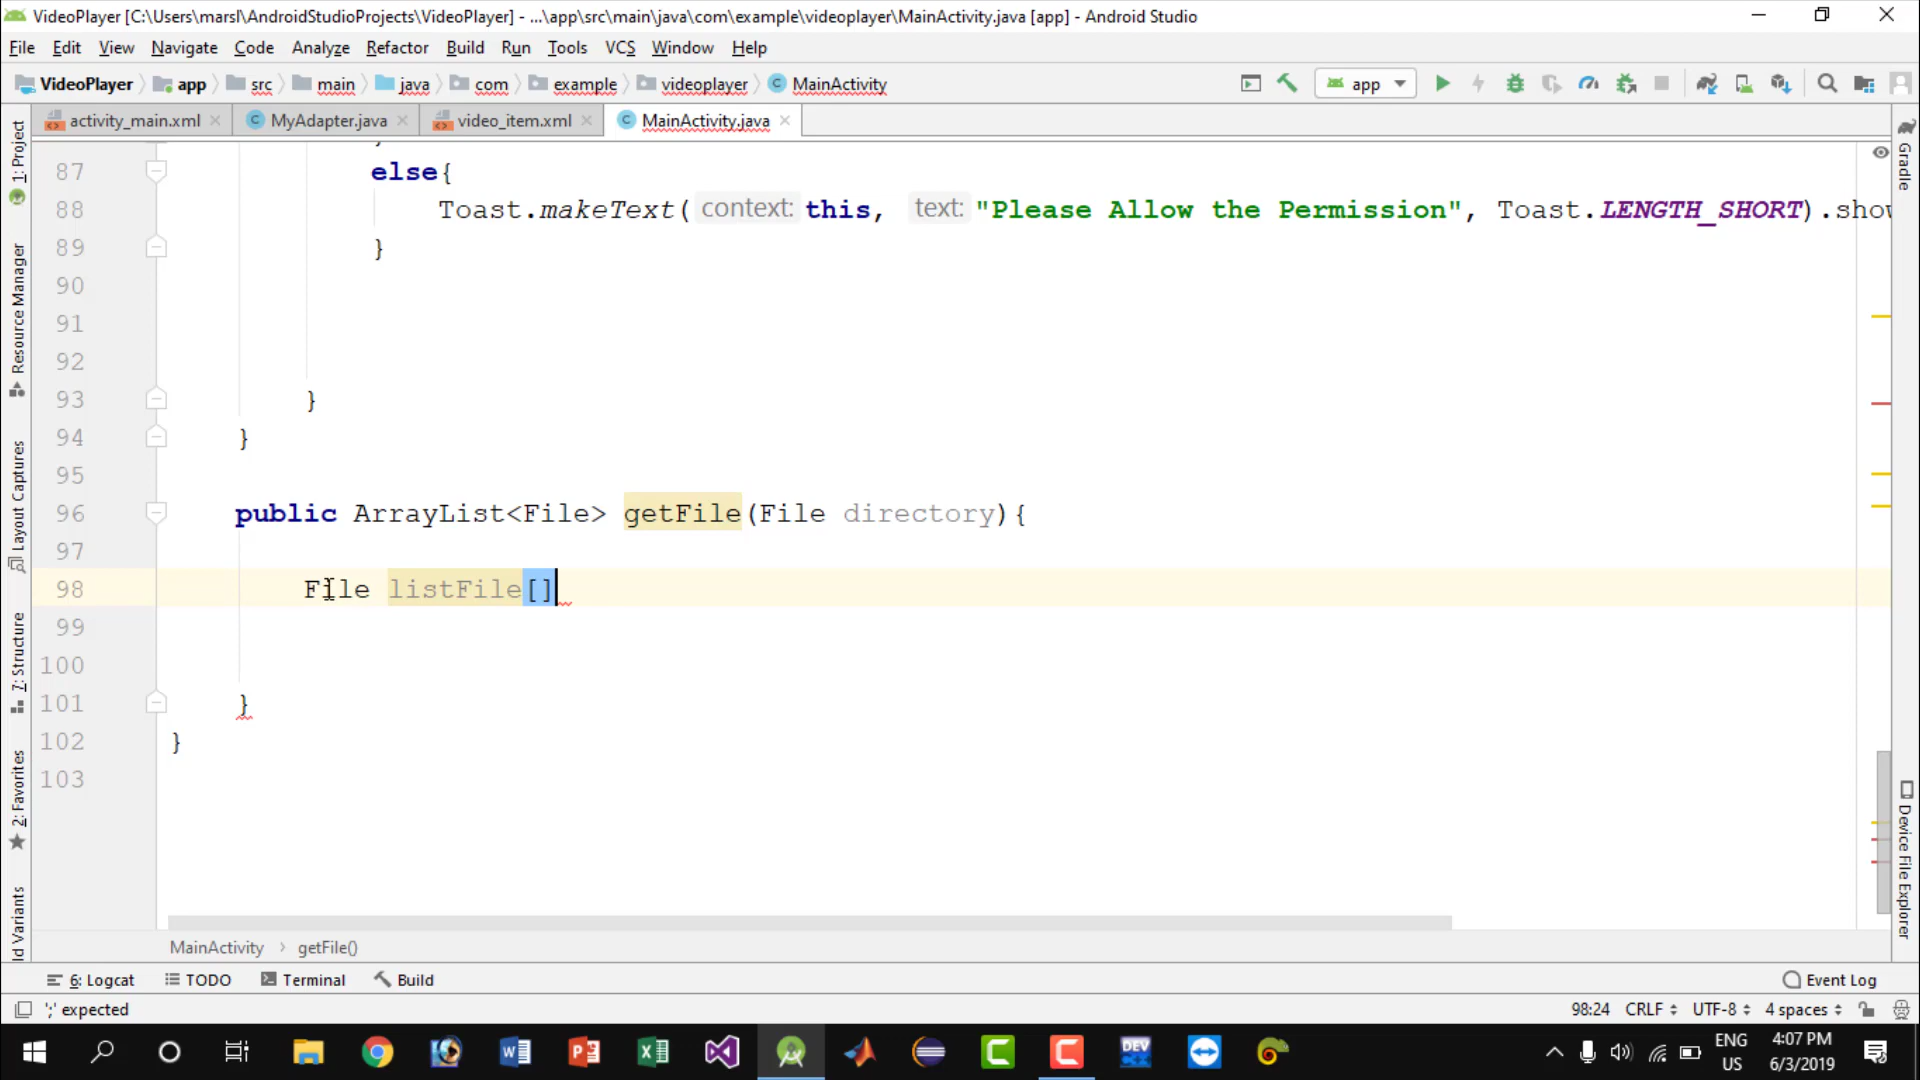 VideoPlayer [C:\Users\marsl\AndroidStudioProjects\VideoPlayer] - ...\app\src\main\java\com\example\videoplayer\MainActivity.java [app] - Android Studio
File Edit View Navigate Code Analyze Refactor Build Run Tools VCS Window Help
VideoPlayer app src main java com example videoplayer MainActivity
app
activity_main.xml MyAdapter.java video_item.xml MainActivity.java
87 else{
88 Toast.makeText( context: this, text: "Please Allow the Permission", Toast.LENGTH_SHORT).show
89 }
90
91
92
93 }
94 }
95
96 public ArrayList<File> getFile(File directory){
97
98 File listFile[]
99
100
101 }
102 }
103
1: Project
Resource Manager
Layout Captures
7: Structure
2: Favorites
ld Variants
Gradle
Device File Explorer
MainActivity > getFile()
6: Logcat TODO Terminal Build Event Log
';' expected 98:24 CRLF UTF-8 4 spaces
DEV
ENG
US
4:07 PM
6/3/2019